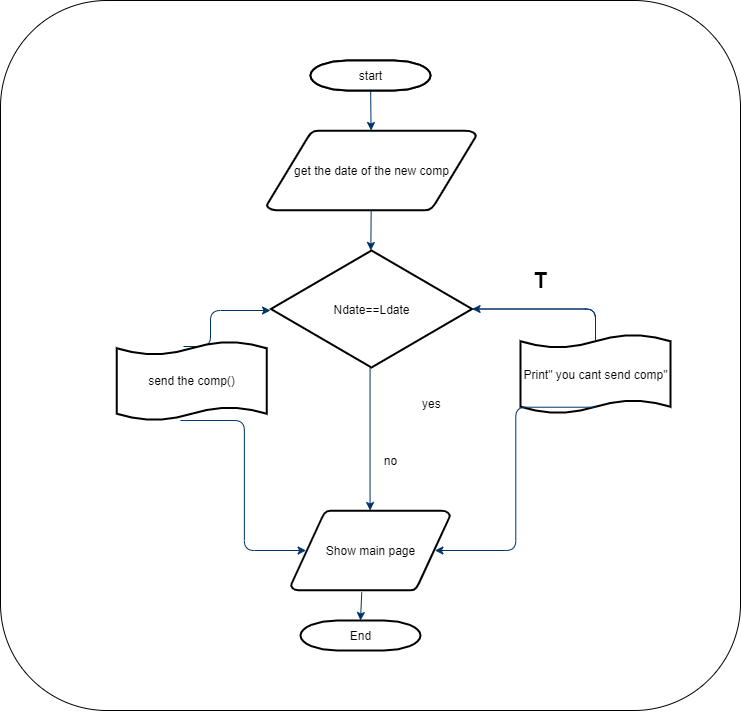 start
get the date of the new comp
T
Ndate==Ldate
send the comp()
Print" you cant send comp"
yes
no
Show main page
End